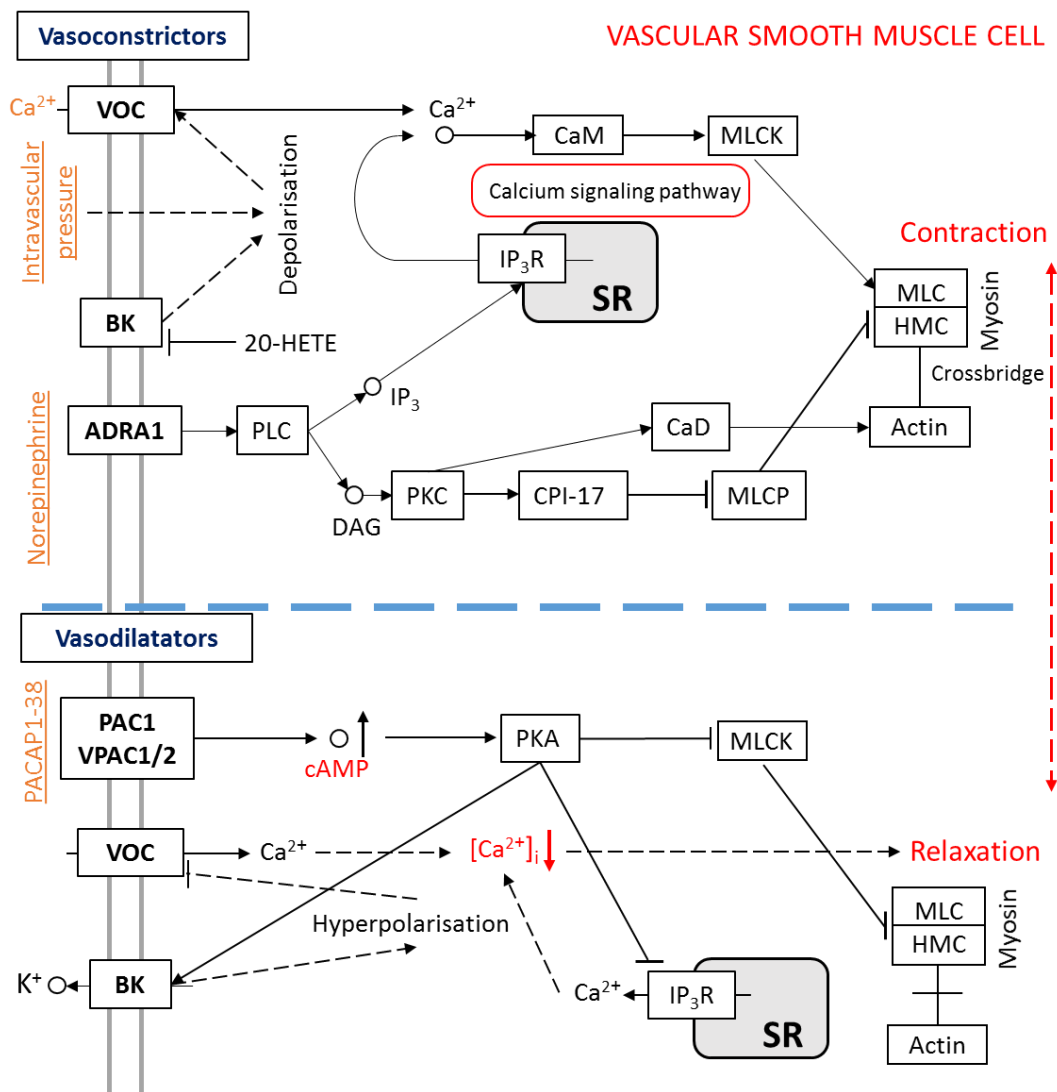 Vasoconstrictors
VASCULAR SMOOTH MUSCLE CELL
Ca²⁺
VOC
Ca²⁺
CaM
MLCK
Intravascular
pressure
Depolarisation
Calcium signaling pathway
Contraction
IP₃R
SR
MLC
HMC
Myosin
BK
20-HETE
Crossbridge
IP₃
Norepinephrine
ADRA1
PLC
CaD
Actin
DAG
PKC
CPI-17
MLCP
Vasodilatators
PACAP1-38
PAC1
VPAC1/2
cAMP
PKA
MLCK
VOC
Ca²⁺
[Ca²⁺]ᵢ
Relaxation
Hyperpolarisation
MLC
HMC
Myosin
K⁺
BK
Ca²⁺
IP₃R
SR
Actin